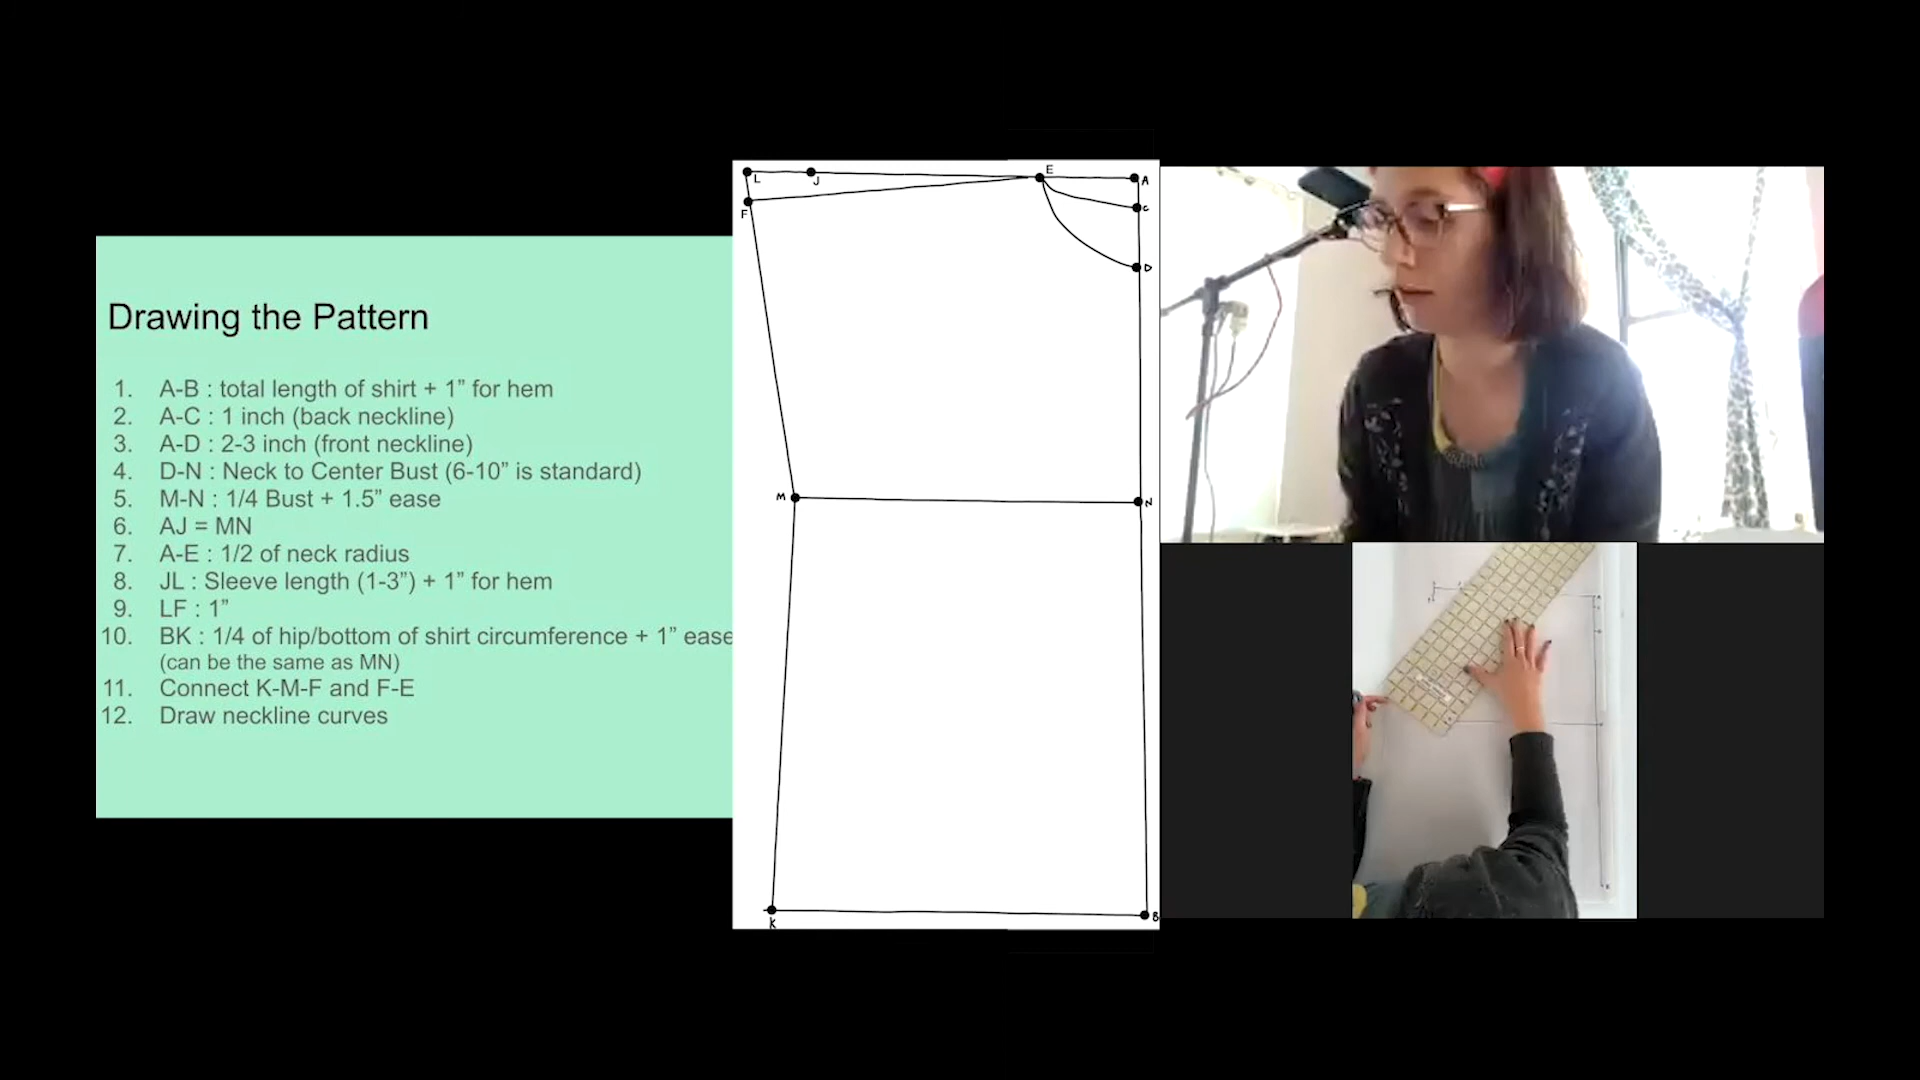 Drawing the Pattern
1. A-B : total length of shirt + 1” for hem
2. A-C : 1 inch (back neckline)
3. A-D : 2-3 inch (front neckline)
4. D-N : Neck to Center Bust (6-10” is standard)
5. M-N : 1/4 Bust + 1.5” ease
6. AJ = MN
7. A-E : 1/2 of neck radius
8. JL : Sleeve length (1-3”) + 1” for hem
9. LF : 1”
10. BK : 1/4 of hip/bottom of shirt circumference + 1” ease
(can be the same as MN)
11. Connect K-M-F and F-E
12. Draw neckline curves
L J E A
F C
D
M N
K B